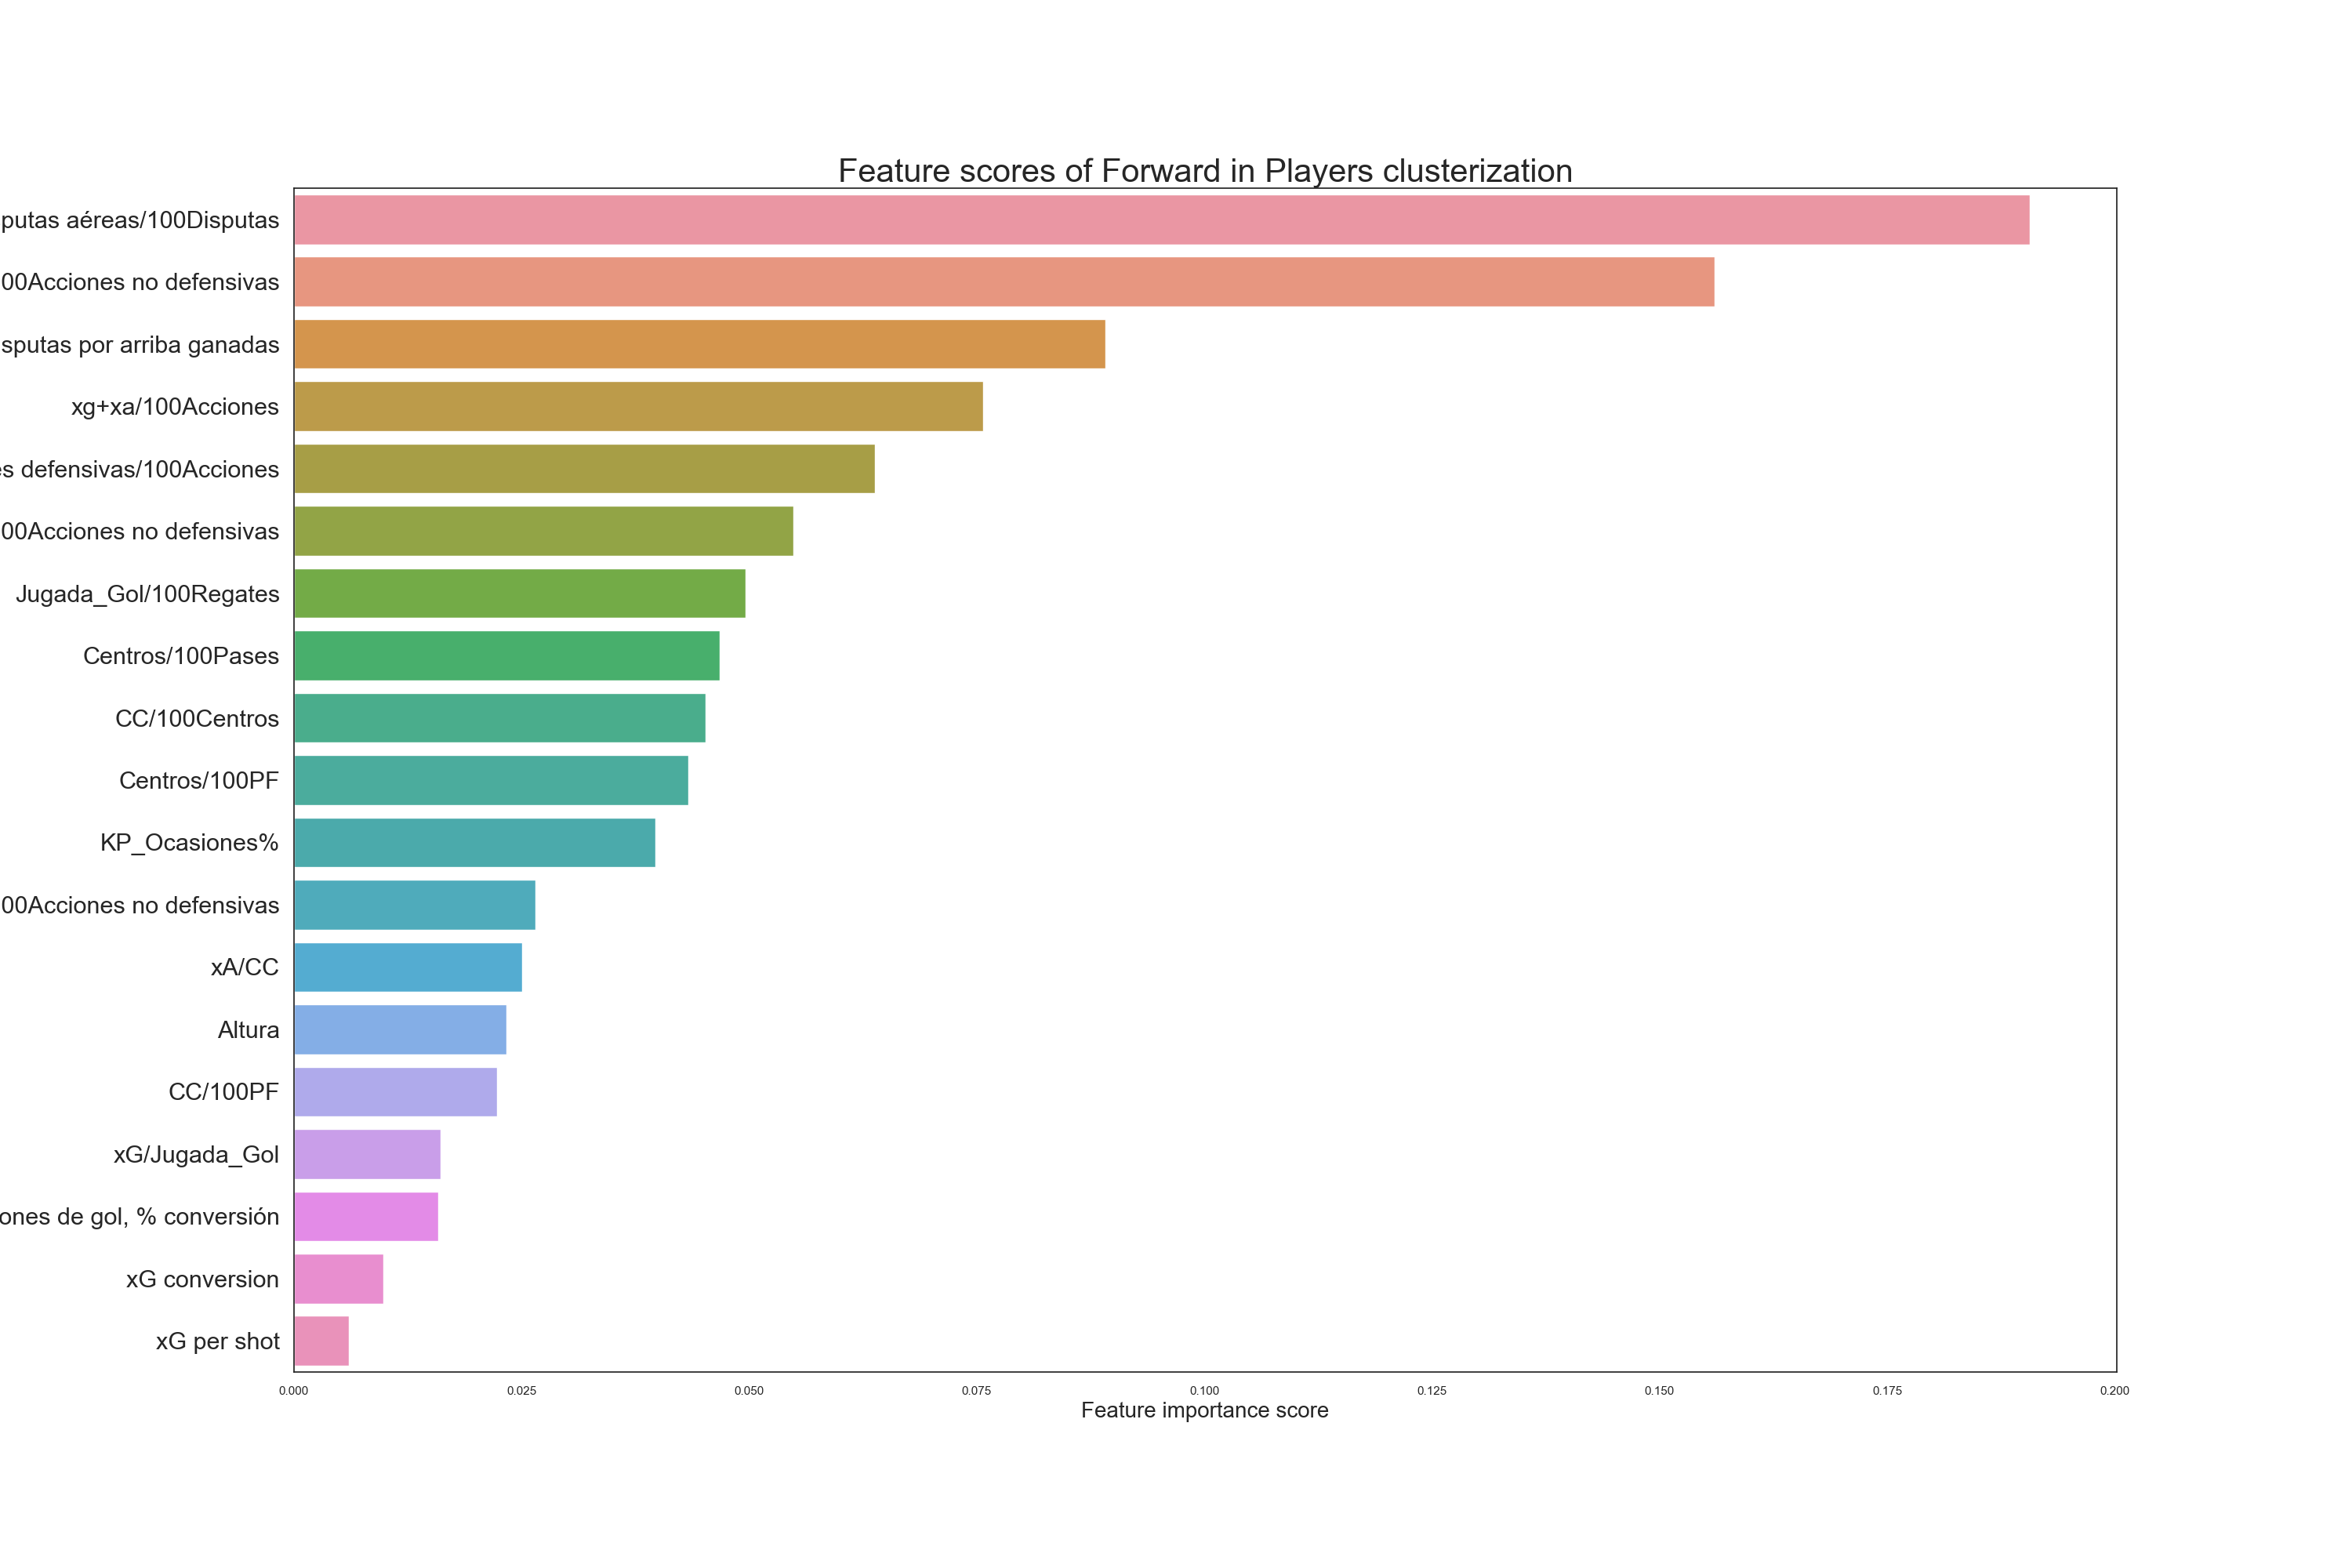 Feature scores of Forward in Players clusterization
putas aéreas/100Disputas
00Acciones no defensivas
sputas por arriba ganadas
xg+xa/100Acciones
es defensivas/100Acciones
00Acciones no defensivas
Jugada_Gol/100Regates
Centros/100Pases
CC/100Centros
Centros/100PF
KP_Ocasiones%
00Acciones no defensivas
xA/CC
Altura
CC/100PF
xG/Jugada_Gol
ones de gol, % conversión
xG conversion
xG per shot
0.000 0.025 0.050 0.075 0.100 0.125 0.150 0.175 0.200
Feature importance score